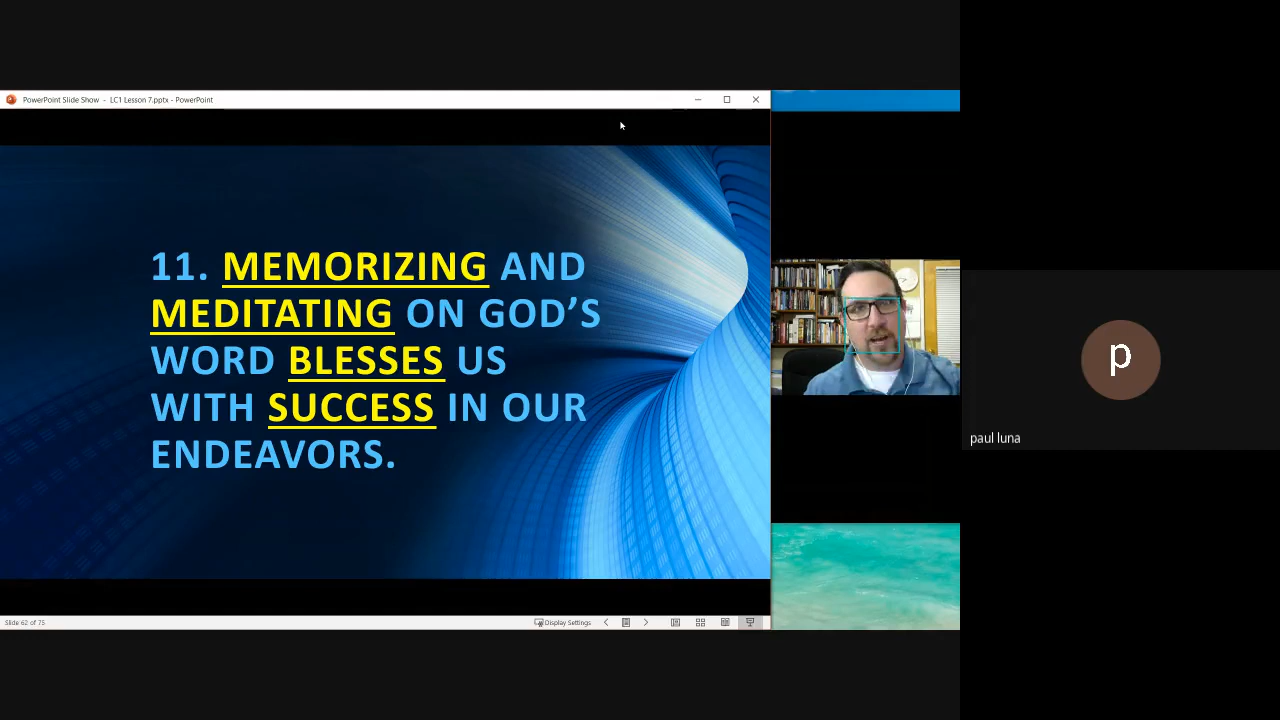 PowerPoint Slide Show - LC1 Lesson 7.pptx - PowerPoint
11. MEMORIZING AND
MEDITATING ON GOD’S
WORD BLESSES US
WITH SUCCESS IN OUR
ENDEAVORS.
Slide 62 of 75
Display Settings
p
paul luna